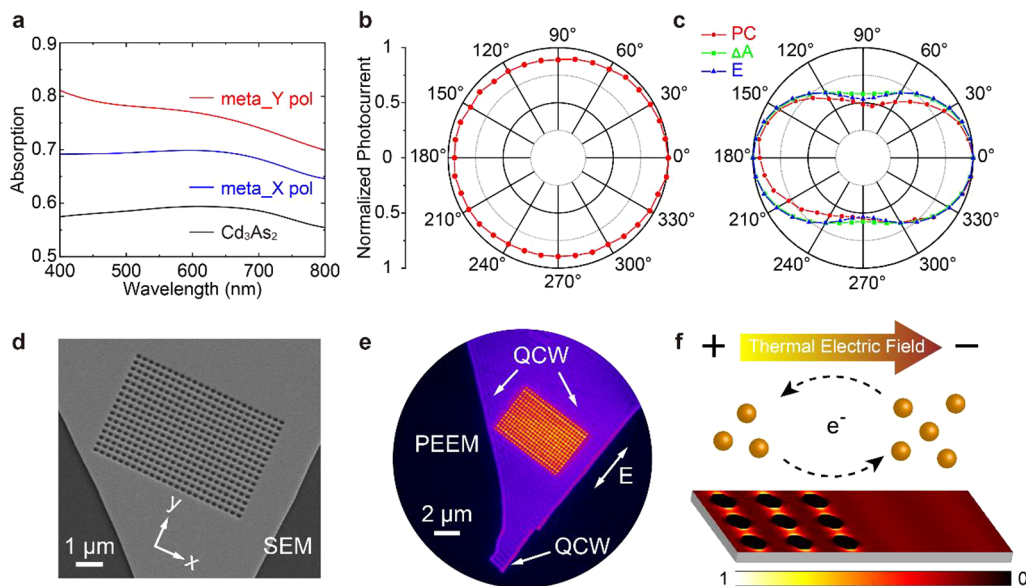 a
0.9
0.8
0.7
0.6
0.5
Absorption
meta_Y pol
meta_X pol
Cd₃As₂
400 500 600 700 800
Wavelength (nm)
b
1
0.5
0
0.5
1
Normalized Photocurrent
90°
120° 60°
150° 30°
180° 0°
210° 330°
240° 300°
270°
c
PC
ΔA
E
90°
120° 60°
150° 30°
180° 0°
210° 330°
240° 300°
270°
d
y
x
1 μm
SEM
e
QCW
PEEM
E
2 μm
QCW
f
+ Thermal Electric Field −
e⁻
1 0